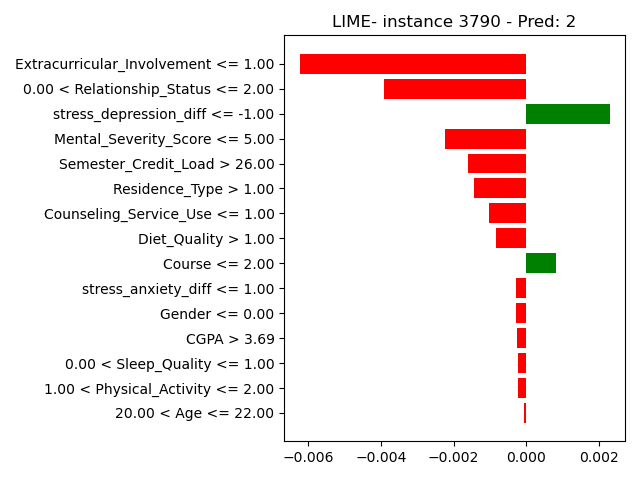 LIME- instance 3790 - Pred: 2
Extracurricular_Involvement <= 1.00
0.00 < Relationship_Status <= 2.00
stress_depression_diff <= -1.00
Mental_Severity_Score <= 5.00
Semester_Credit_Load > 26.00
Residence_Type > 1.00
Counseling_Service_Use <= 1.00
Diet_Quality > 1.00
Course <= 2.00
stress_anxiety_diff <= 1.00
Gender <= 0.00
CGPA > 3.69
0.00 < Sleep_Quality <= 1.00
1.00 < Physical_Activity <= 2.00
20.00 < Age <= 22.00
−0.006 −0.004 −0.002 0.000 0.002